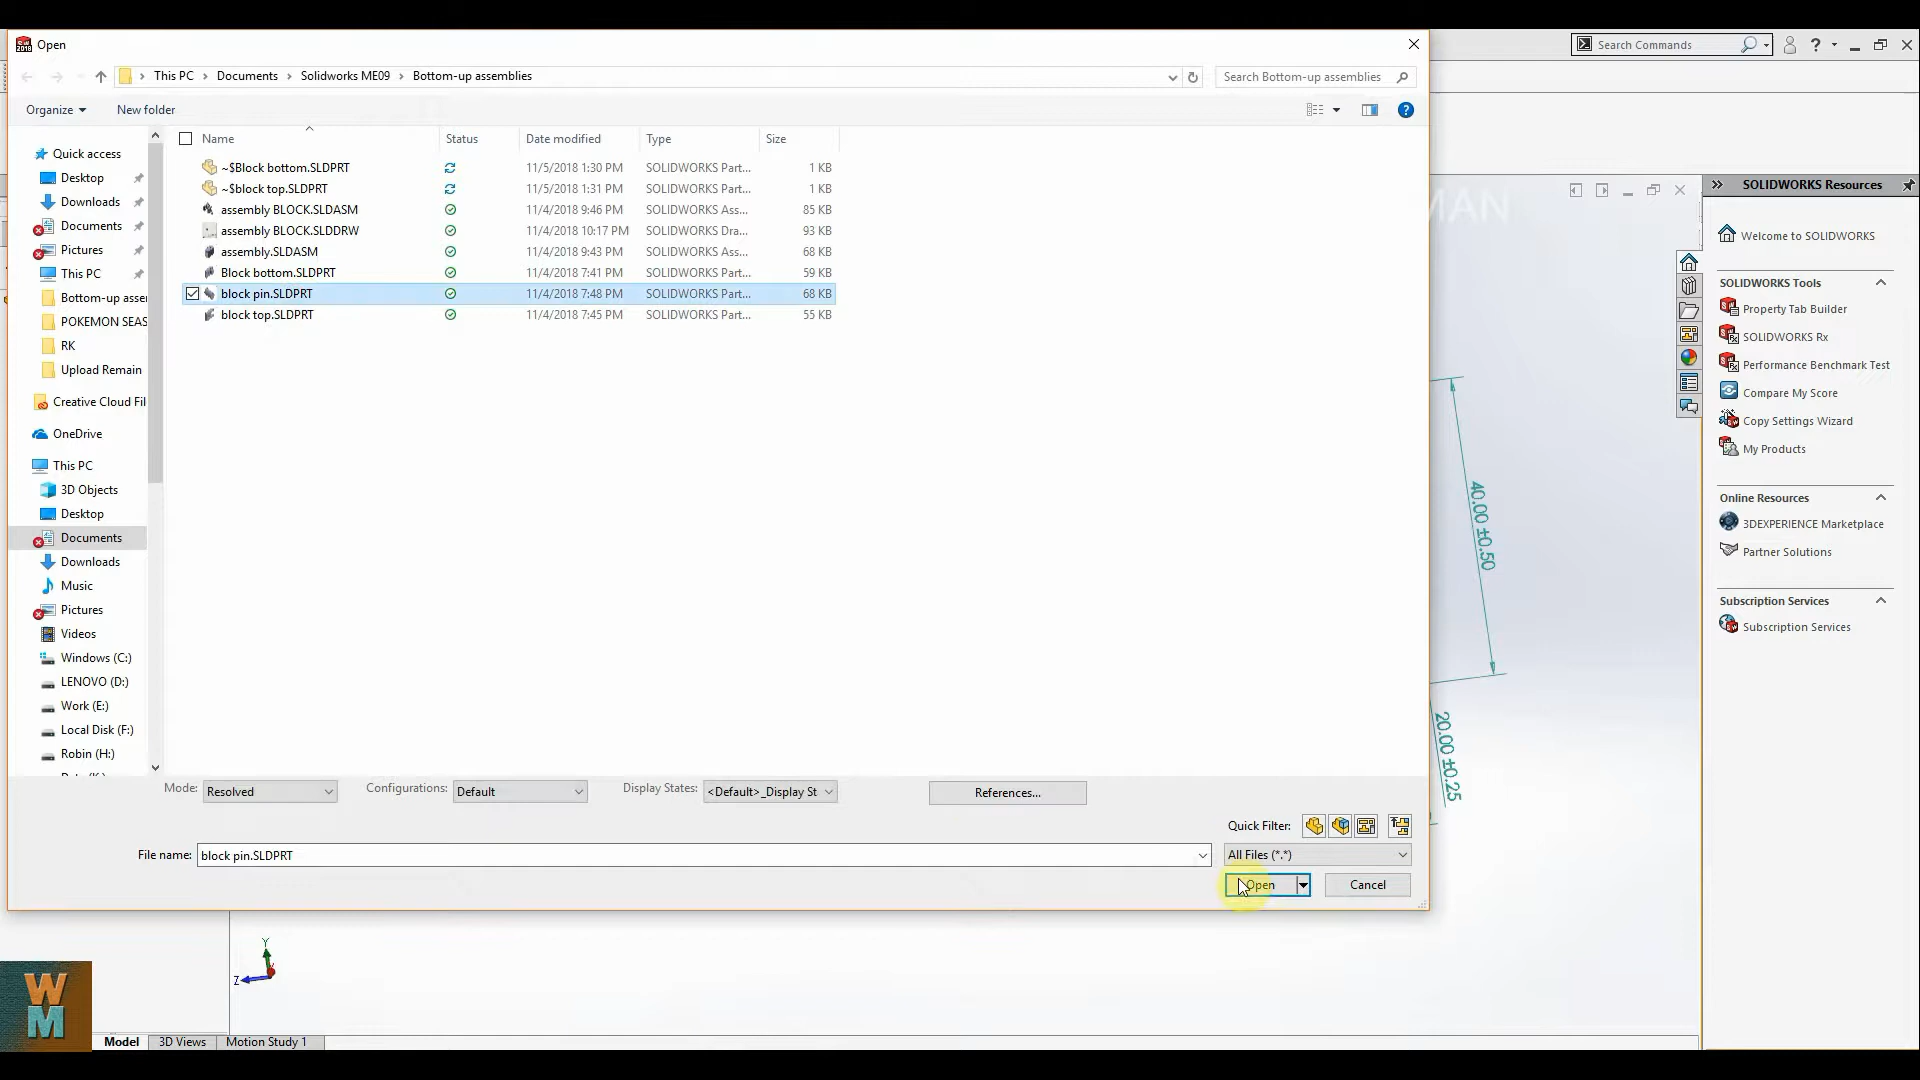 Open
Search Commands
This PC > Documents > Solidworks ME09 > Bottom-up assemblies
Search Bottom-up assemblies
Organize
New folder
Name Status Date modified Type Size
~$Block bottom.SLDPRT 11/5/2018 1:30 PM SOLIDWORKS Part... 1 KB
~$block top.SLDPRT 11/5/2018 1:31 PM SOLIDWORKS Part... 1 KB
assembly BLOCK.SLDASM 11/4/2018 9:46 PM SOLIDWORKS Ass... 85 KB
assembly BLOCK.SLDDRW 11/4/2018 10:17 PM SOLIDWORKS Dra... 93 KB
assembly.SLDASM 11/4/2018 9:43 PM SOLIDWORKS Ass... 68 KB
Block bottom.SLDPRT 11/4/2018 7:41 PM SOLIDWORKS Part... 59 KB
block pin.SLDPRT 11/4/2018 7:48 PM SOLIDWORKS Part... 68 KB
block top.SLDPRT 11/4/2018 7:45 PM SOLIDWORKS Part... 55 KB
Quick access
Desktop
Downloads
Documents
Pictures
This PC
Bottom-up asse
POKEMON SEAS
RK
Upload Remain
Creative Cloud Fil
OneDrive
This PC
3D Objects
Desktop
Documents
Downloads
Music
Pictures
Videos
Windows (C:)
LENOVO (D:)
Work (E:)
Local Disk (F:)
Robin (H:)
Mode: Resolved
Configurations: Default
Display States: <Default>_Display St
References...
Quick Filter:
File name: block pin.SLDPRT
All Files (*.*)
Open
Cancel
MAN
40.00 ±0.50
20.00 ±0.25
SOLIDWORKS Resources
Welcome to SOLIDWORKS
SOLIDWORKS Tools
Property Tab Builder
SOLIDWORKS Rx
Performance Benchmark Test
Compare My Score
Copy Settings Wizard
My Products
Online Resources
3DEXPERIENCE Marketplace
Partner Solutions
Subscription Services
Subscription Services
Y
Z
W
M
Model
3D Views
Motion Study 1